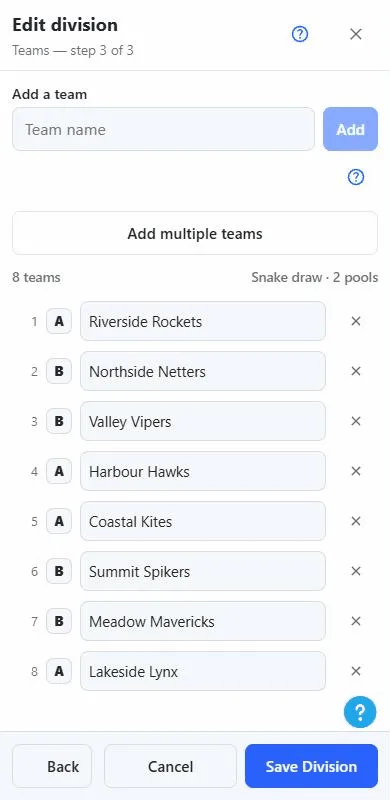 Edit division
Teams — step 3 of 3
Add a team
Team name
Add
Add multiple teams
8 teams
Snake draw · 2 pools
1 A Riverside Rockets
2 B Northside Netters
3 B Valley Vipers
4 A Harbour Hawks
5 A Coastal Kites
6 B Summit Spikers
7 B Meadow Mavericks
8 A Lakeside Lynx
?
Back
Cancel
Save Division